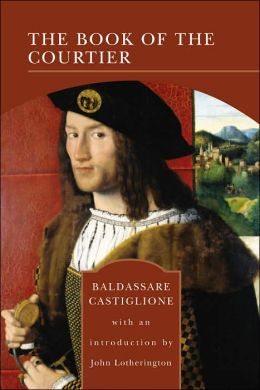 THE BOOK OF THE
COURTIER
BALDASSARE
CASTIGLIONE
with an
introduction by
John Lotherington